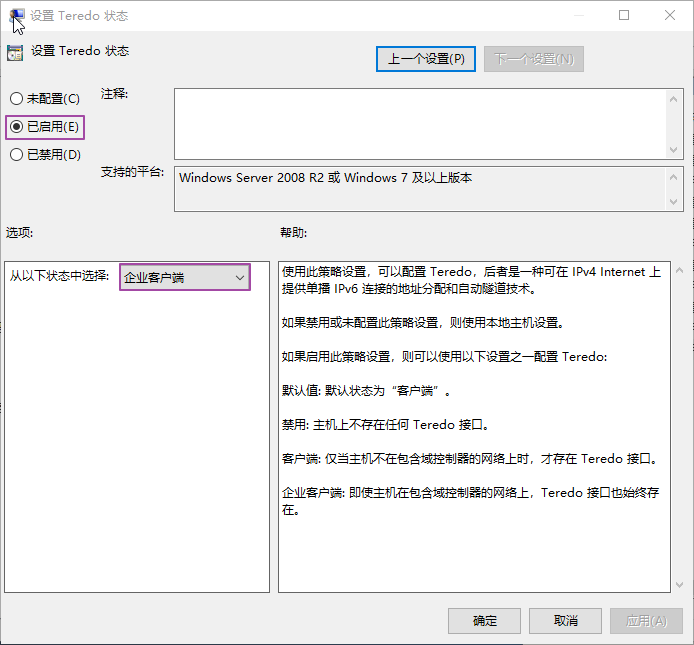 设置 Teredo 状态
设置 Teredo 状态
上一个设置(P)
下一个设置(N)
未配置(C)
注释:
已启用(E)
已禁用(D)
支持的平台:
Windows Server 2008 R2 或 Windows 7 及以上版本
选项:
帮助:
从以下状态中选择:
企业客户端
使用此策略设置，可以配置 Teredo，后者是一种可在 IPv4 Internet 上
提供单播 IPv6 连接的地址分配和自动隧道技术。
如果禁用或未配置此策略设置，则使用本地主机设置。
如果启用此策略设置，则可以使用以下设置之一配置 Teredo:
默认值: 默认状态为“客户端”。
禁用: 主机上不存在任何 Teredo 接口。
客户端: 仅当主机不在包含域控制器的网络上时，才存在 Teredo 接口。
企业客户端: 即使主机在包含域控制器的网络上，Teredo 接口也始终存
在。
确定
取消
应用(A)